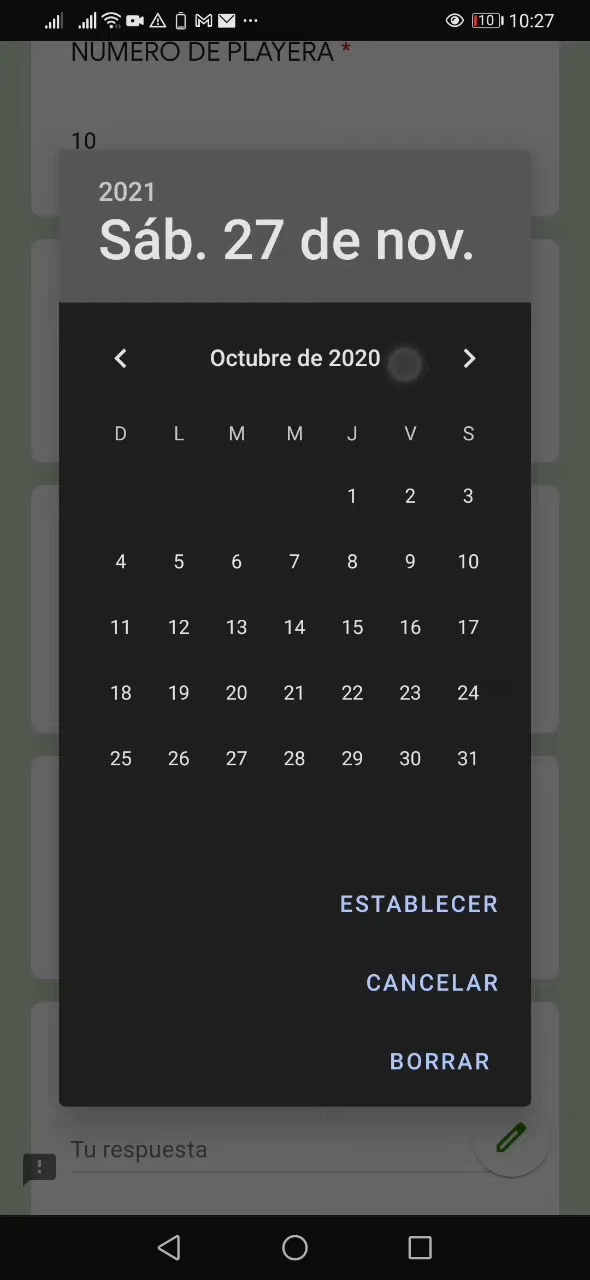 10 10:27
NUMERO DE PLAYERA *
10
2021
Sáb. 27 de nov.
Octubre de 2020
D L M M J V S
1 2 3
4 5 6 7 8 9 10
11 12 13 14 15 16 17
18 19 20 21 22 23 24
25 26 27 28 29 30 31
ESTABLECER
CANCELAR
BORRAR
Tu respuesta